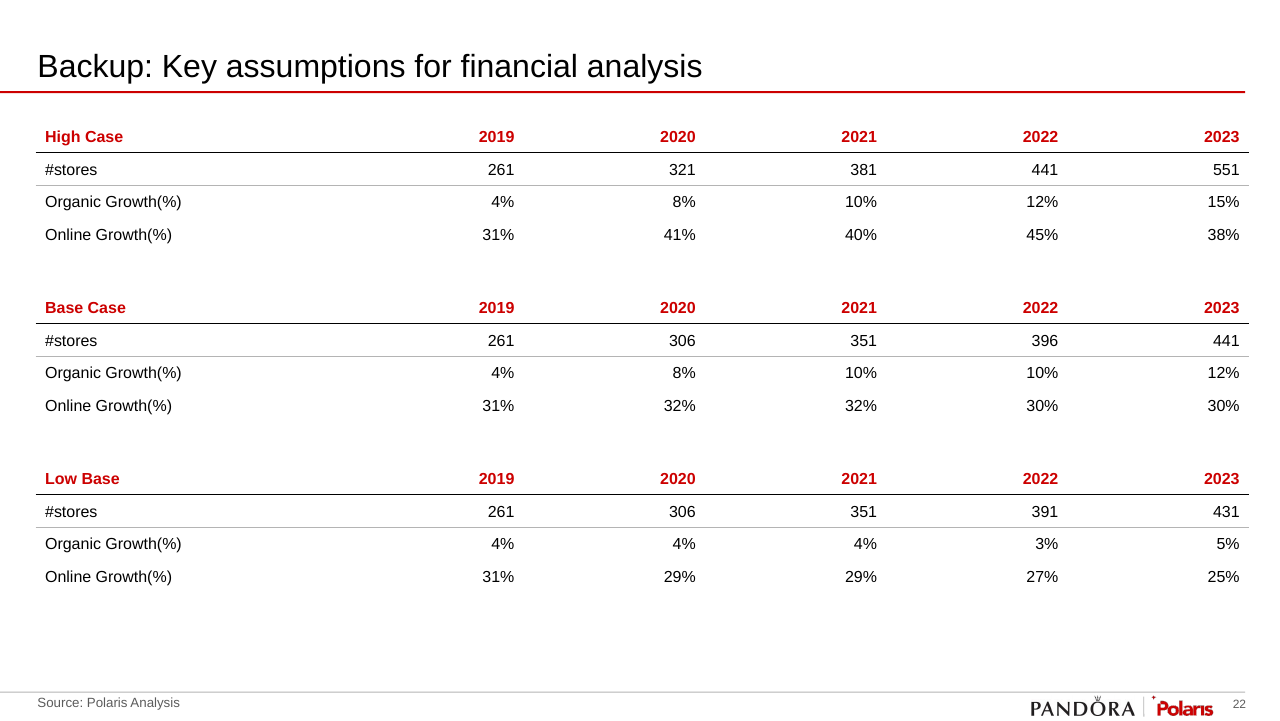 Backup: Key assumptions for financial analysis
High Case 2019 2020 2021 2022 2023
#stores 261 321 381 441 551
Organic Growth(%) 4% 8% 10% 12% 15%
Online Growth(%) 31% 41% 40% 45% 38%
Base Case 2019 2020 2021 2022 2023
#stores 261 306 351 396 441
Organic Growth(%) 4% 8% 10% 10% 12%
Online Growth(%) 31% 32% 32% 30% 30%
Low Base 2019 2020 2021 2022 2023
#stores 261 306 351 391 431
Organic Growth(%) 4% 4% 4% 3% 5%
Online Growth(%) 31% 29% 29% 27% 25%
Source: Polaris Analysis
PANDÖRA Polaris 22